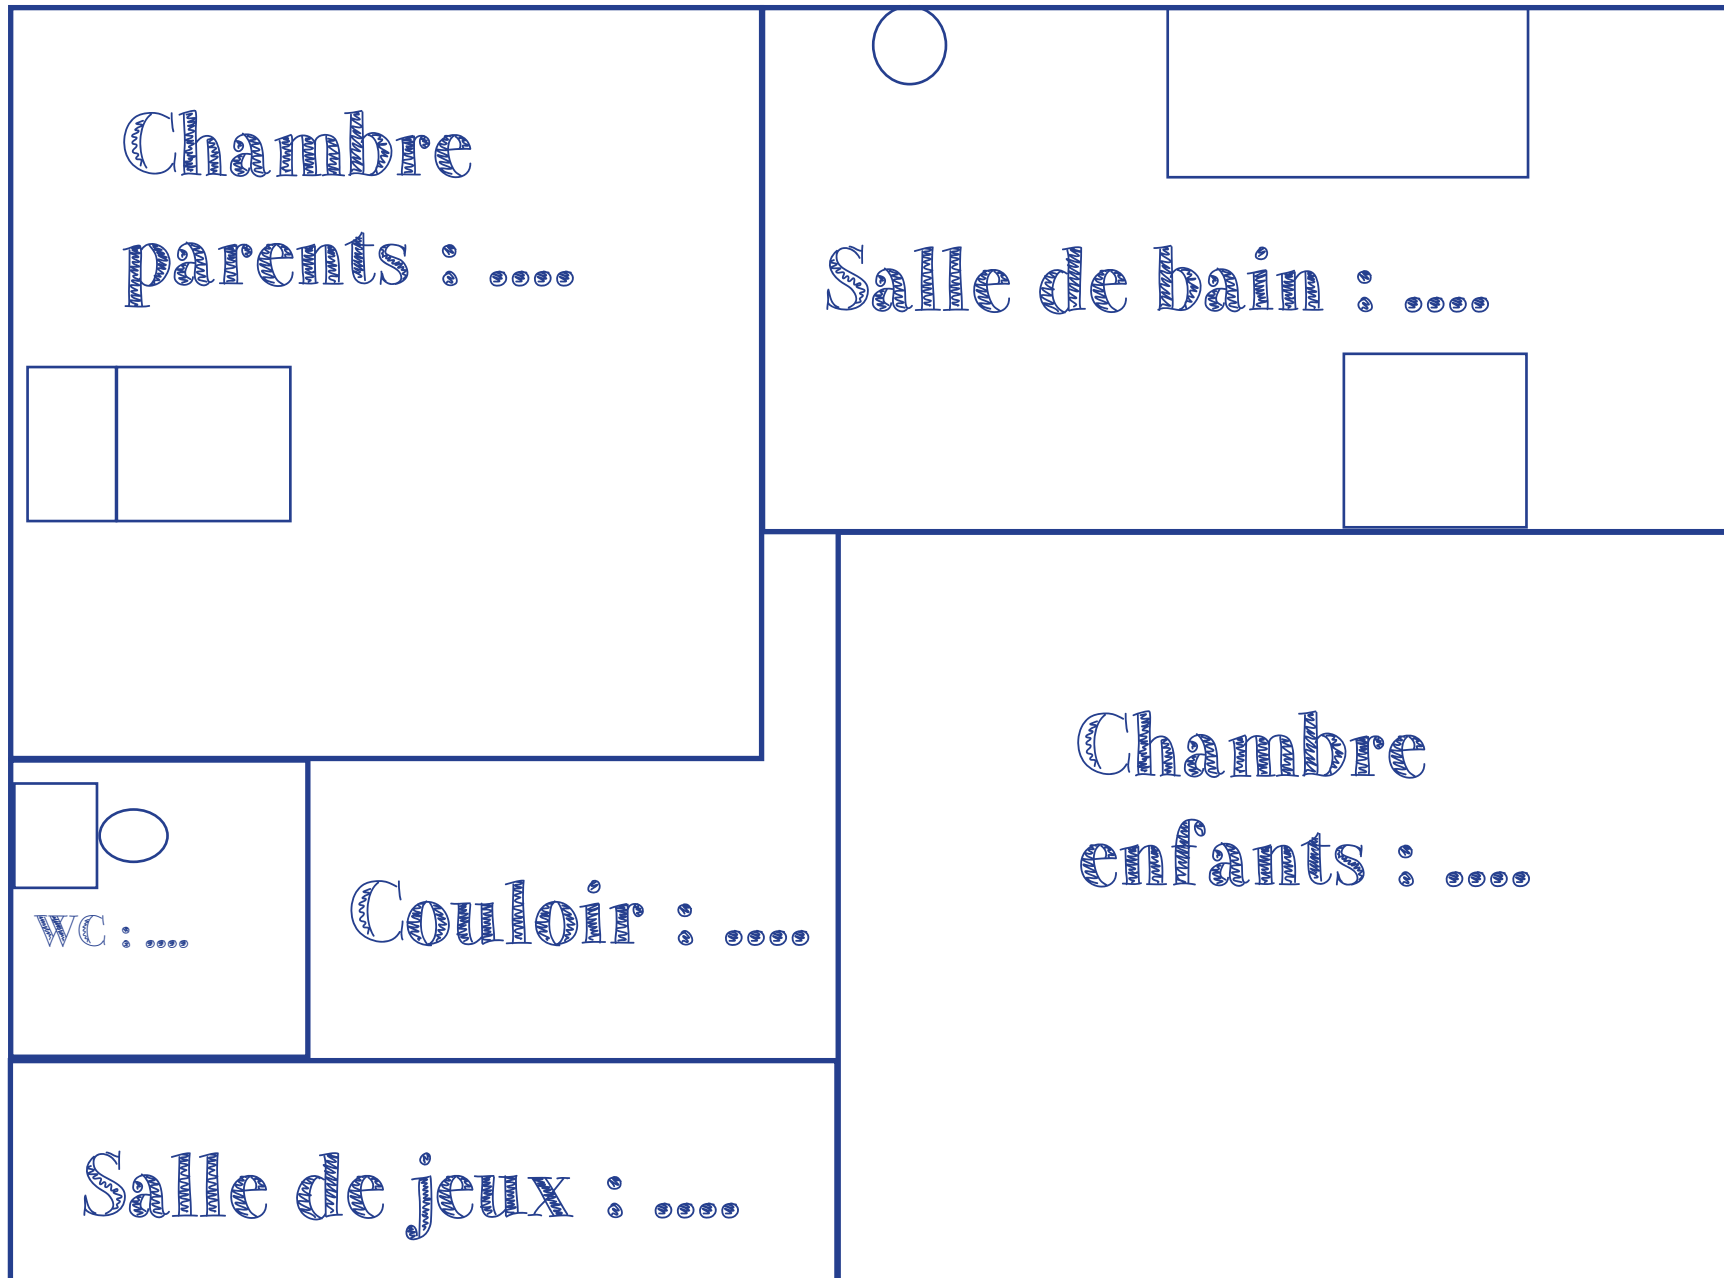 Chambre
parents : ....
Salle de bain : ....
Chambre
enfants : ....
WC : ....
Couloir : ....
Salle de jeux : ....